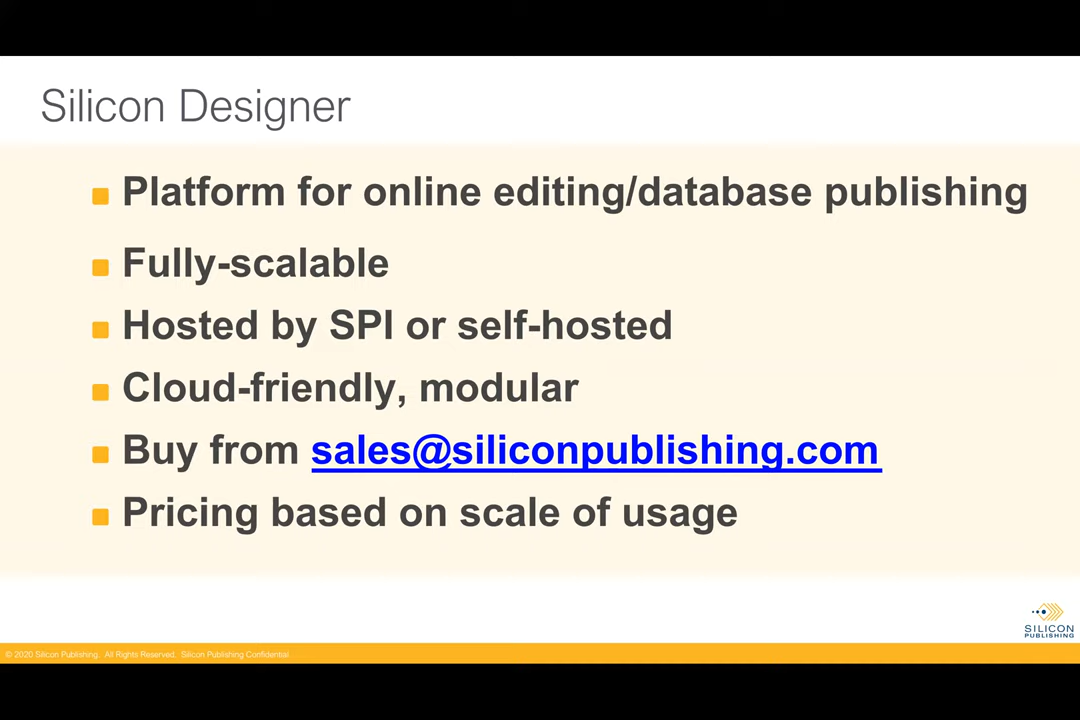 Silicon Designer
Platform for online editing/database publishing
Fully-scalable
Hosted by SPI or self-hosted
Cloud-friendly, modular
Buy from sales@siliconpublishing.com
Pricing based on scale of usage
SILICON
PUBLISHING
© 2020 Silicon Publishing. All Rights Reserved. Silicon Publishing Confidential.